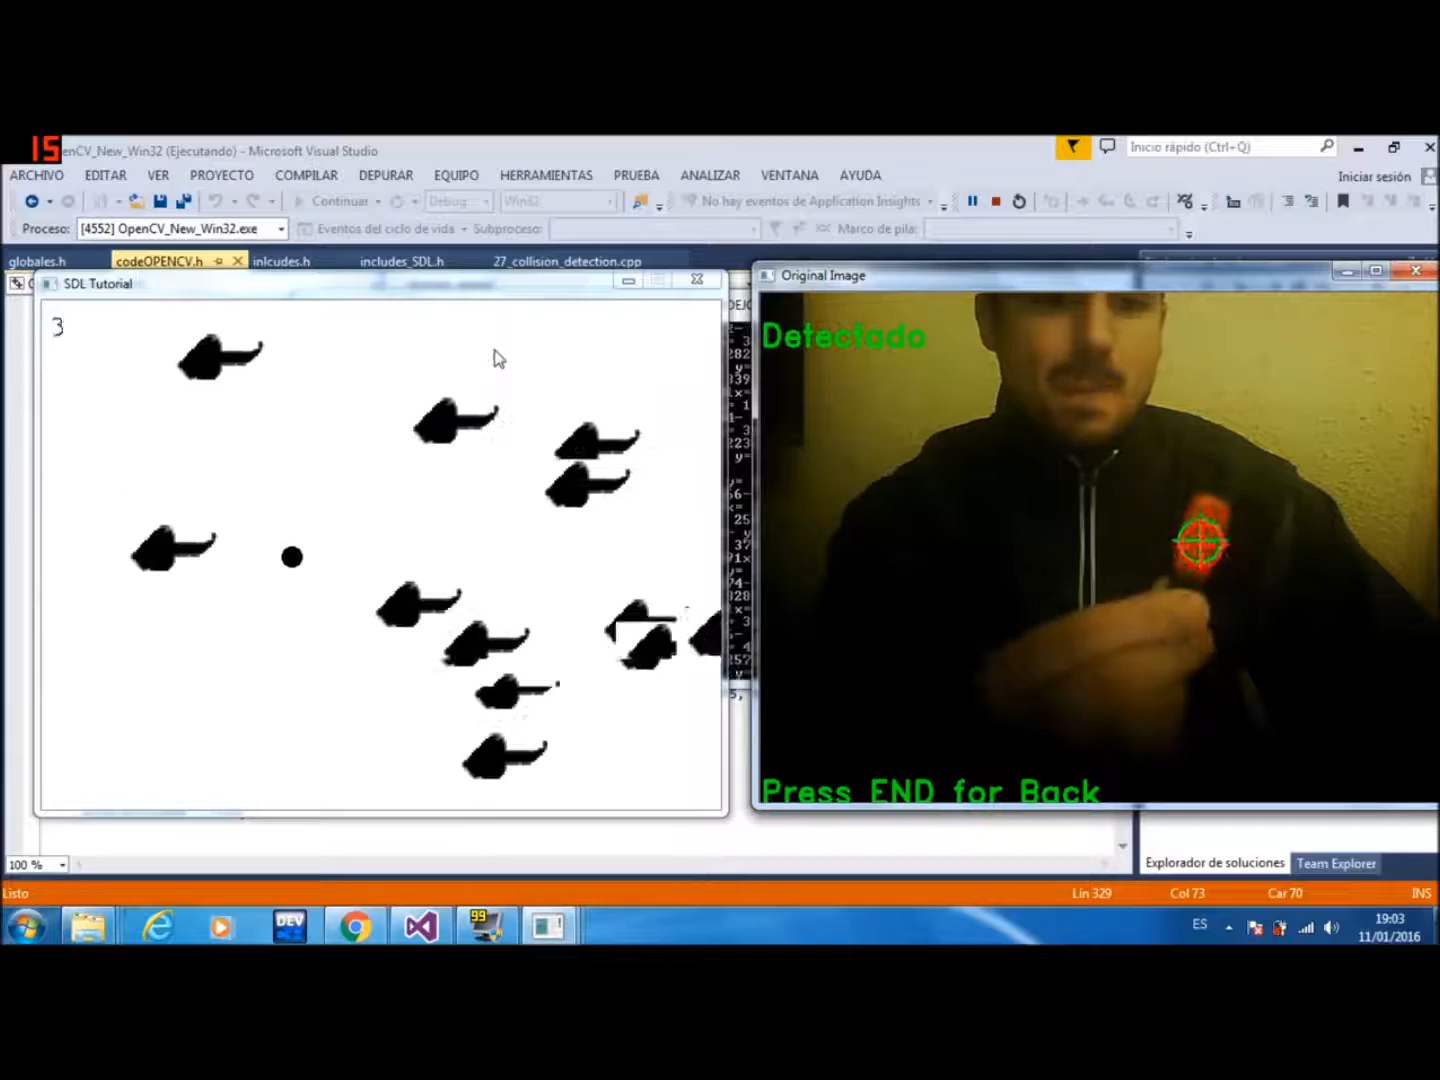 15
enCV_New_Win32 (Ejecutando) - Microsoft Visual Studio
Inicio rápido (Ctrl+Q)
ARCHIVO EDITAR VER PROYECTO COMPILAR DEPURAR EQUIPO HERRAMIENTAS PRUEBA ANALIZAR VENTANA AYUDA
Iniciar sesión
Continuar Debug Win32 No hay eventos de Application Insights
Proceso: [4552] OpenCV_New_Win32.exe Eventos del ciclo de vida Subproceso: Marco de pila:
globales.h codeOPENCV.h inlcudes.h includes_SDL.h 27_collision_detection.cpp
SDL Tutorial
3
Original Image
Detectado
Press END for Back
100 %
Explorador de soluciones Team Explorer
Listo Lín 329 Col 73 Car 70 INS
DEV
99
ES
19:03
11/01/2016